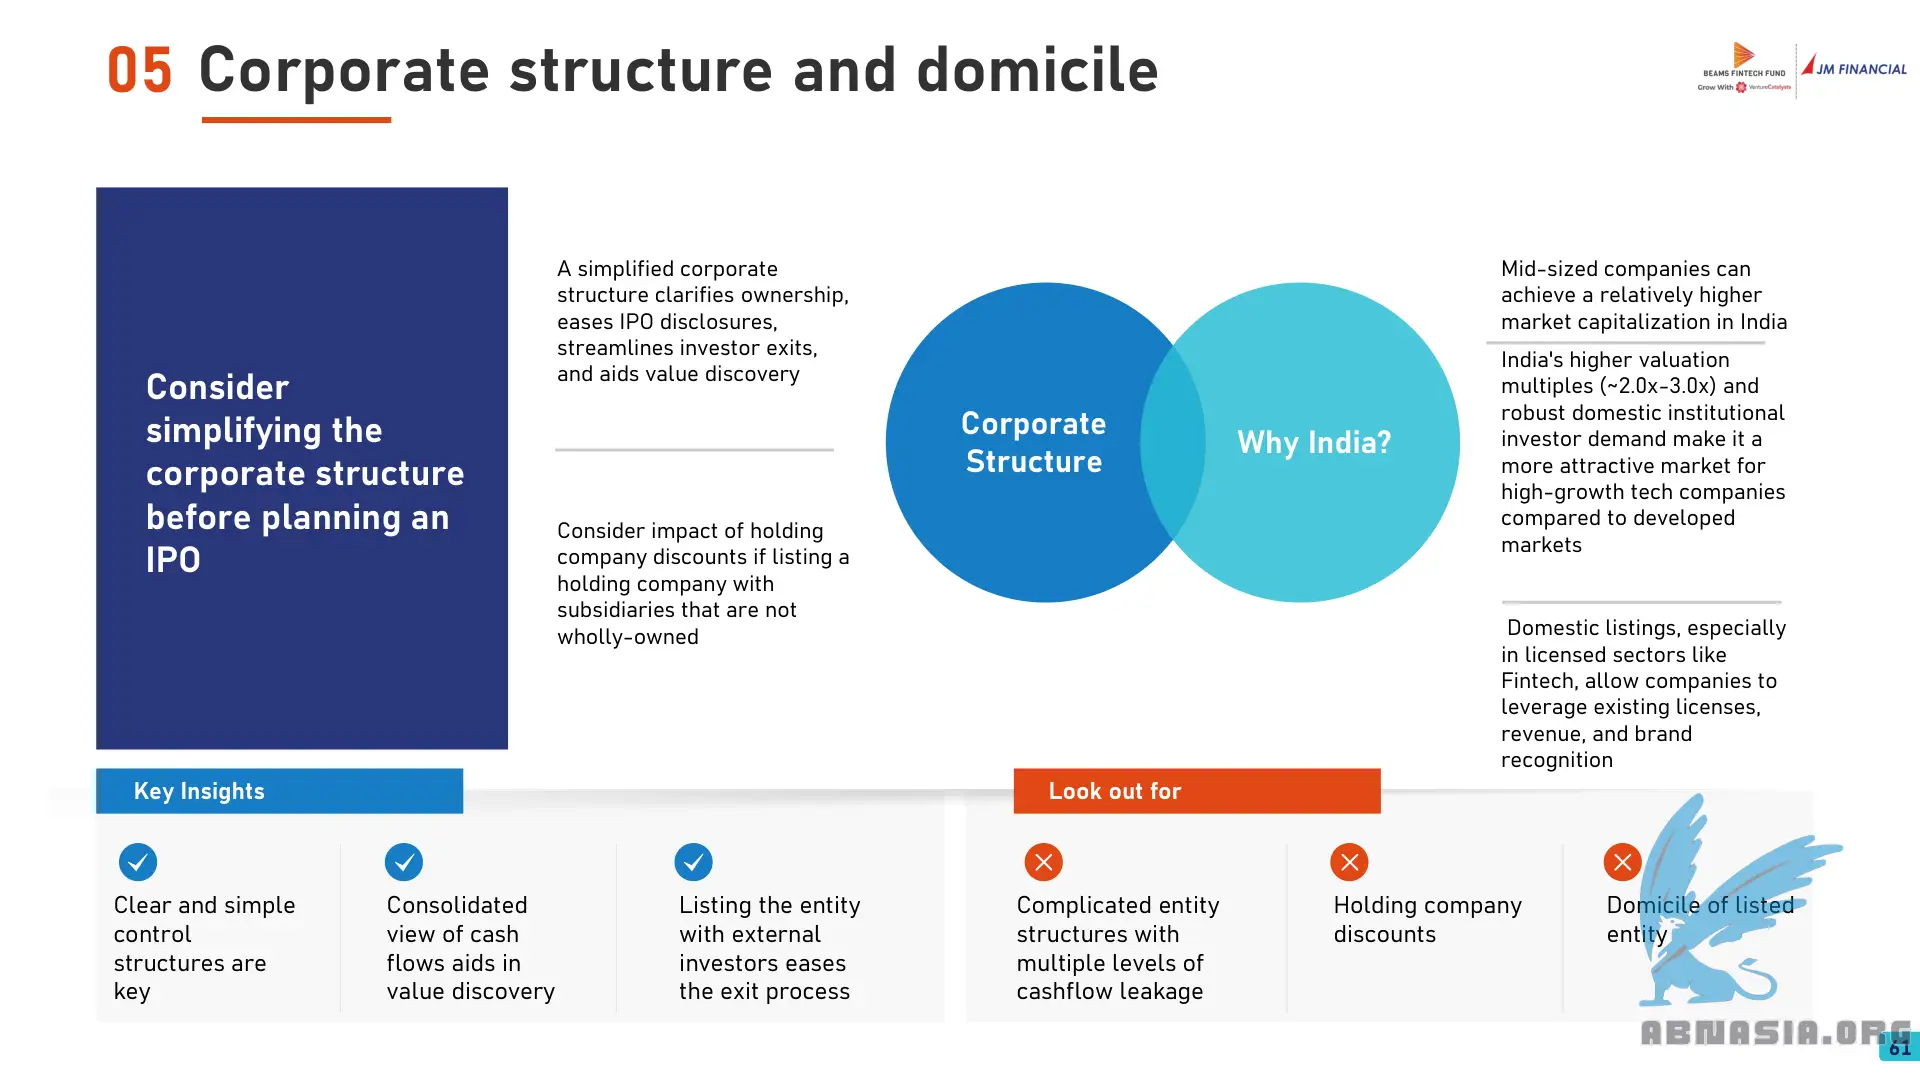 05 Corporate structure and domicile
BEAMS FINTECH FUND
Grow With VentureCatalysts
JM FINANCIAL
Consider
simplifying the
corporate structure
before planning an
IPO
A simplified corporate
structure clarifies ownership,
eases IPO disclosures,
streamlines investor exits,
and aids value discovery
Consider impact of holding
company discounts if listing a
holding company with
subsidiaries that are not
wholly-owned
Corporate
Structure
Why India?
Mid-sized companies can
achieve a relatively higher
market capitalization in India
India's higher valuation
multiples (~2.0x-3.0x) and
robust domestic institutional
investor demand make it a
more attractive market for
high-growth tech companies
compared to developed
markets
Domestic listings, especially
in licensed sectors like
Fintech, allow companies to
leverage existing licenses,
revenue, and brand
recognition
Key Insights
Clear and simple
control
structures are
key
Consolidated
view of cash
flows aids in
value discovery
Listing the entity
with external
investors eases
the exit process
Look out for
Complicated entity
structures with
multiple levels of
cashflow leakage
Holding company
discounts
Domicile of listed
entity
ABNASIA.ORG
61